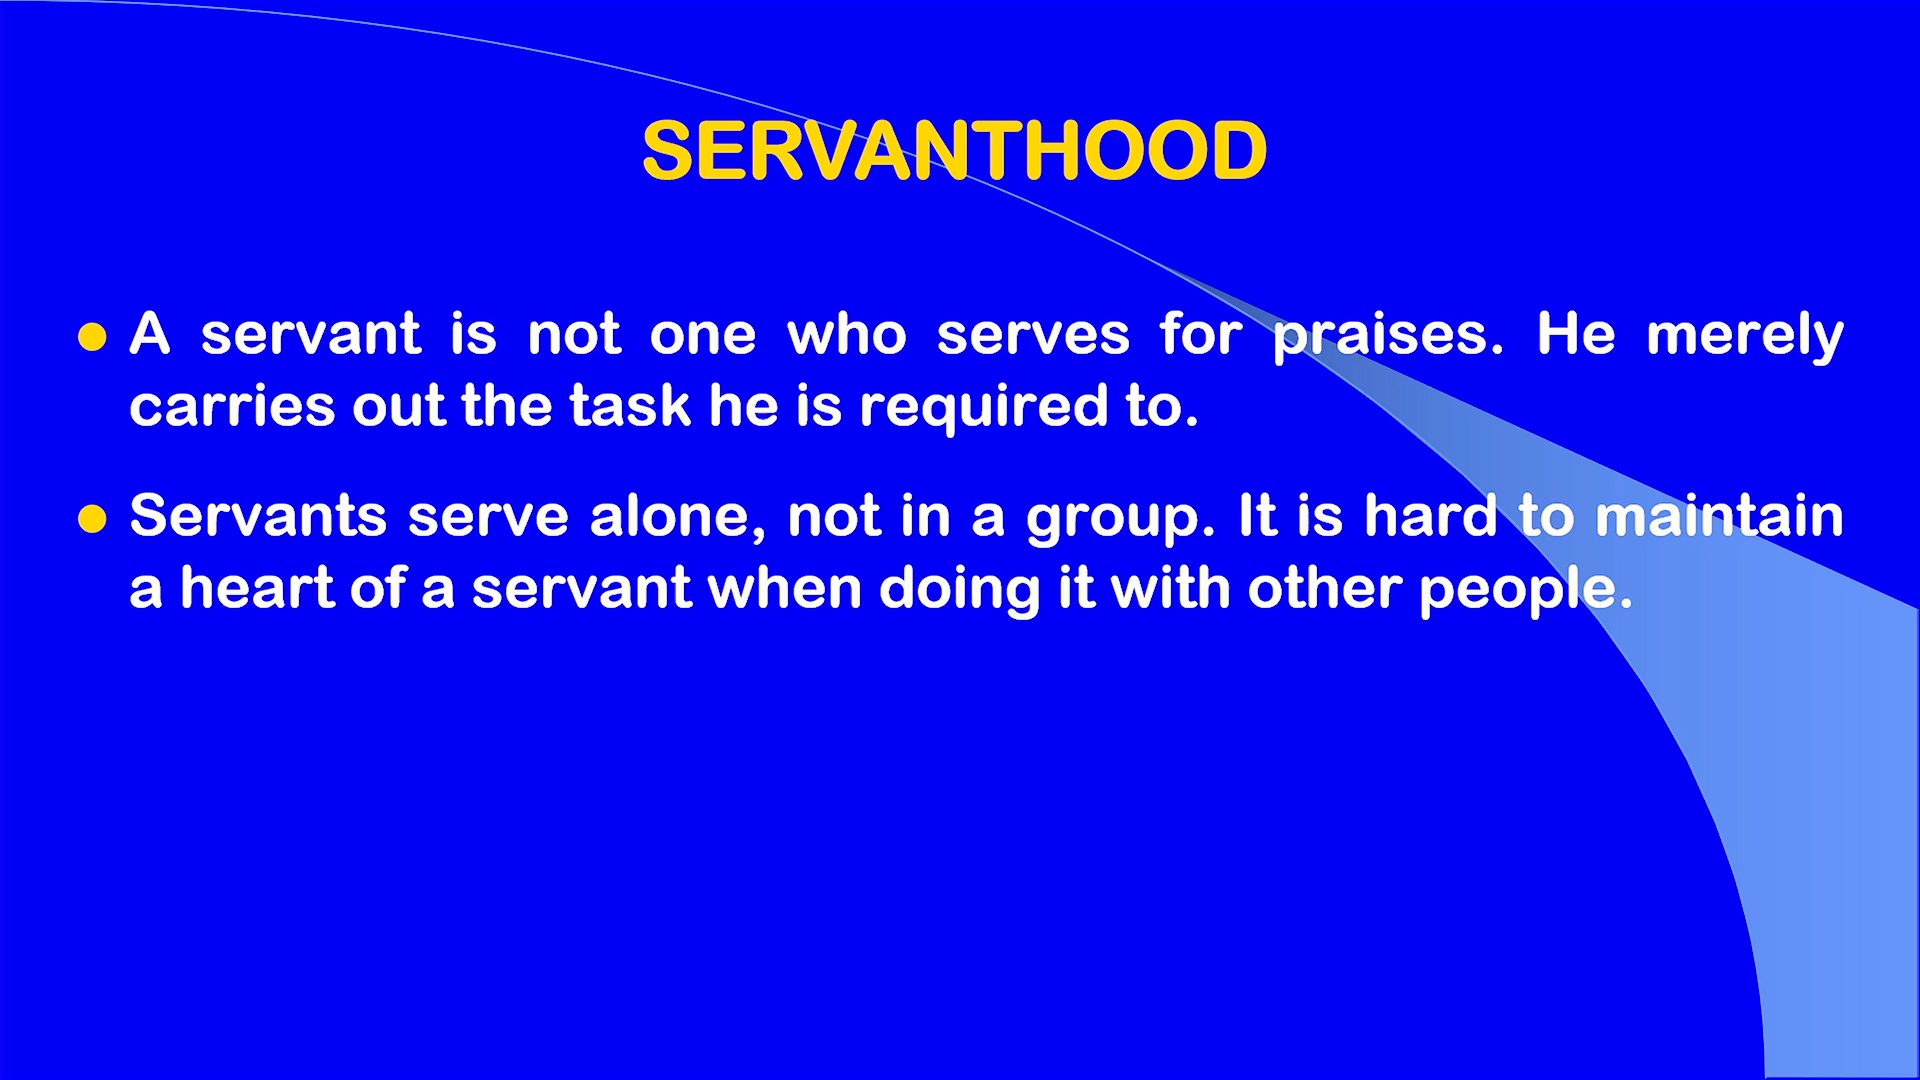 SERVANTHOOD
A servant is not one who serves for praises. He merely
carries out the task he is required to.
Servants serve alone, not in a group. It is hard to maintain
a heart of a servant when doing it with other people.